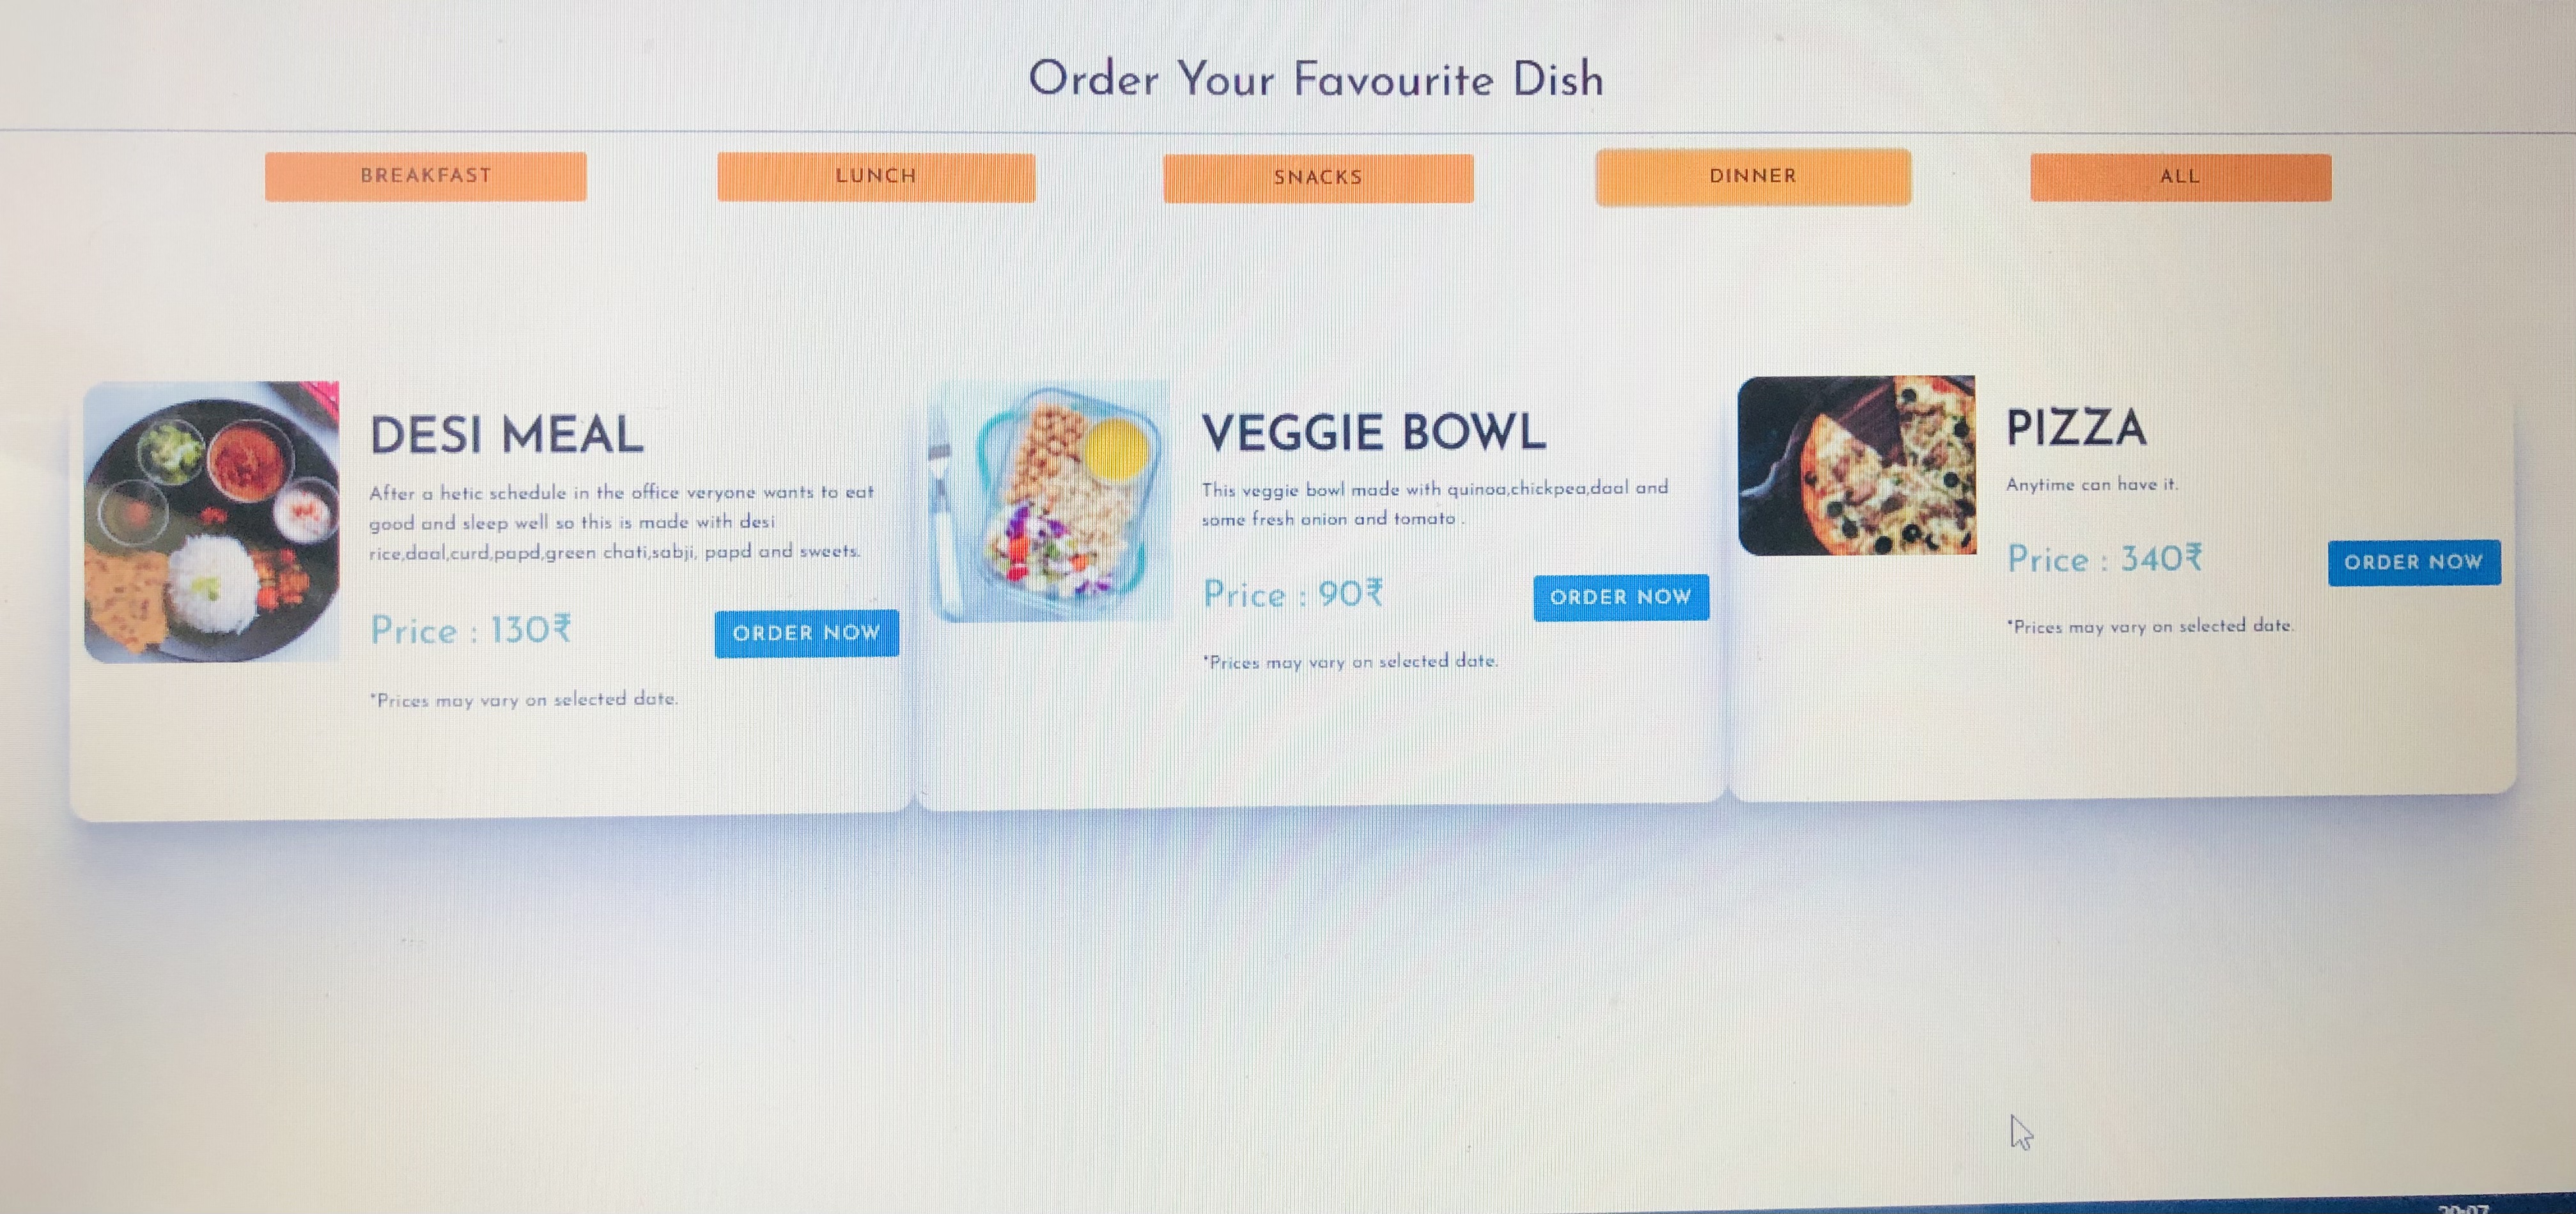 Order Your Favourite Dish
BREAKFAST
LUNCH
SNACKS
DINNER
ALL
DESI MEAL
After a hetic schedule in the office veryone wants to eat
good and sleep well so this is made with desi
rice,daal,curd,papd,green chati,sabji, papd and sweets.
Price : 130₹
ORDER NOW
*Prices may vary on selected date.
VEGGIE BOWL
This veggie bowl made with quinoa,chickpea,daal and
some fresh onion and tomato .
Price : 90₹
ORDER NOW
*Prices may vary on selected date.
PIZZA
Anytime can have it.
Price : 340₹
ORDER NOW
*Prices may vary on selected date.